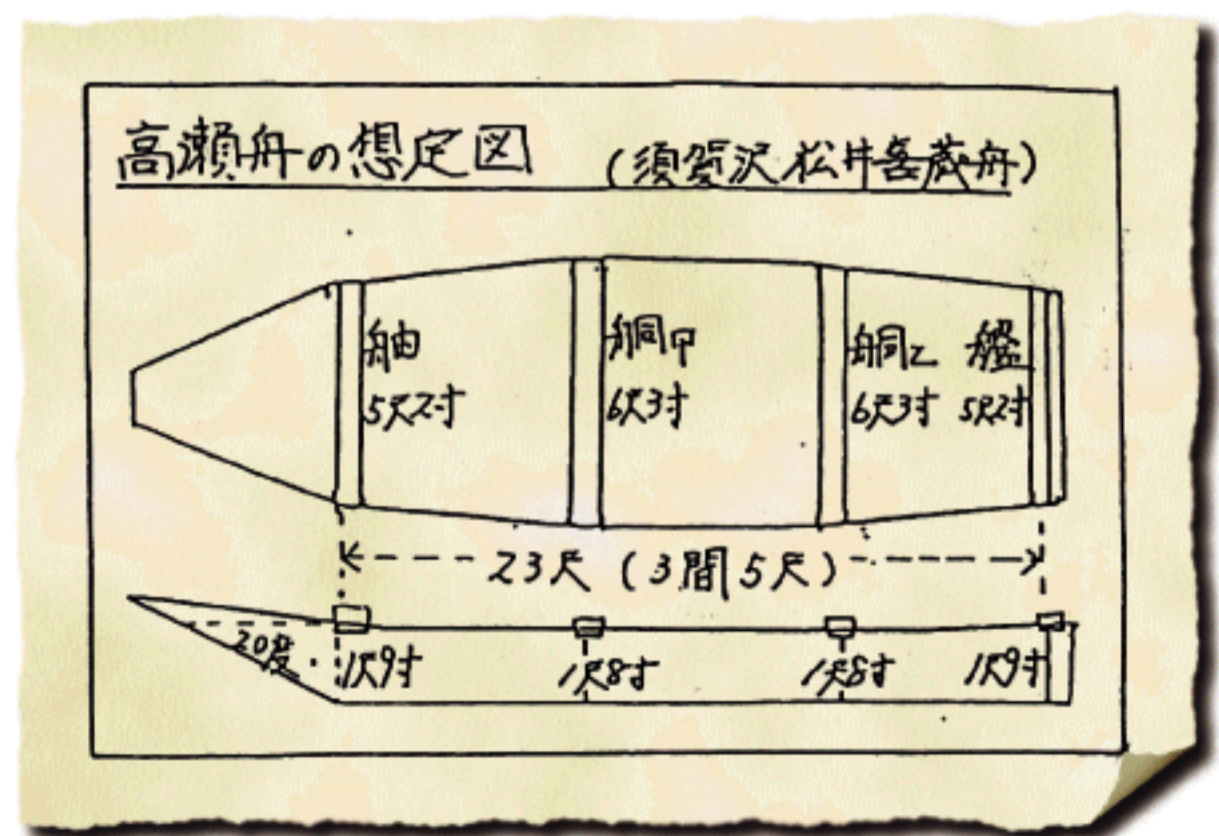 高瀬舟の想定図 (須賀沢松井喜蔵舟)
舳 胴甲 胴乙 艫
5尺2寸 6尺3寸 6尺3寸 5尺2寸
23尺(3間5尺)
20度
1尺9寸 1尺8寸 1尺8寸 1尺9寸